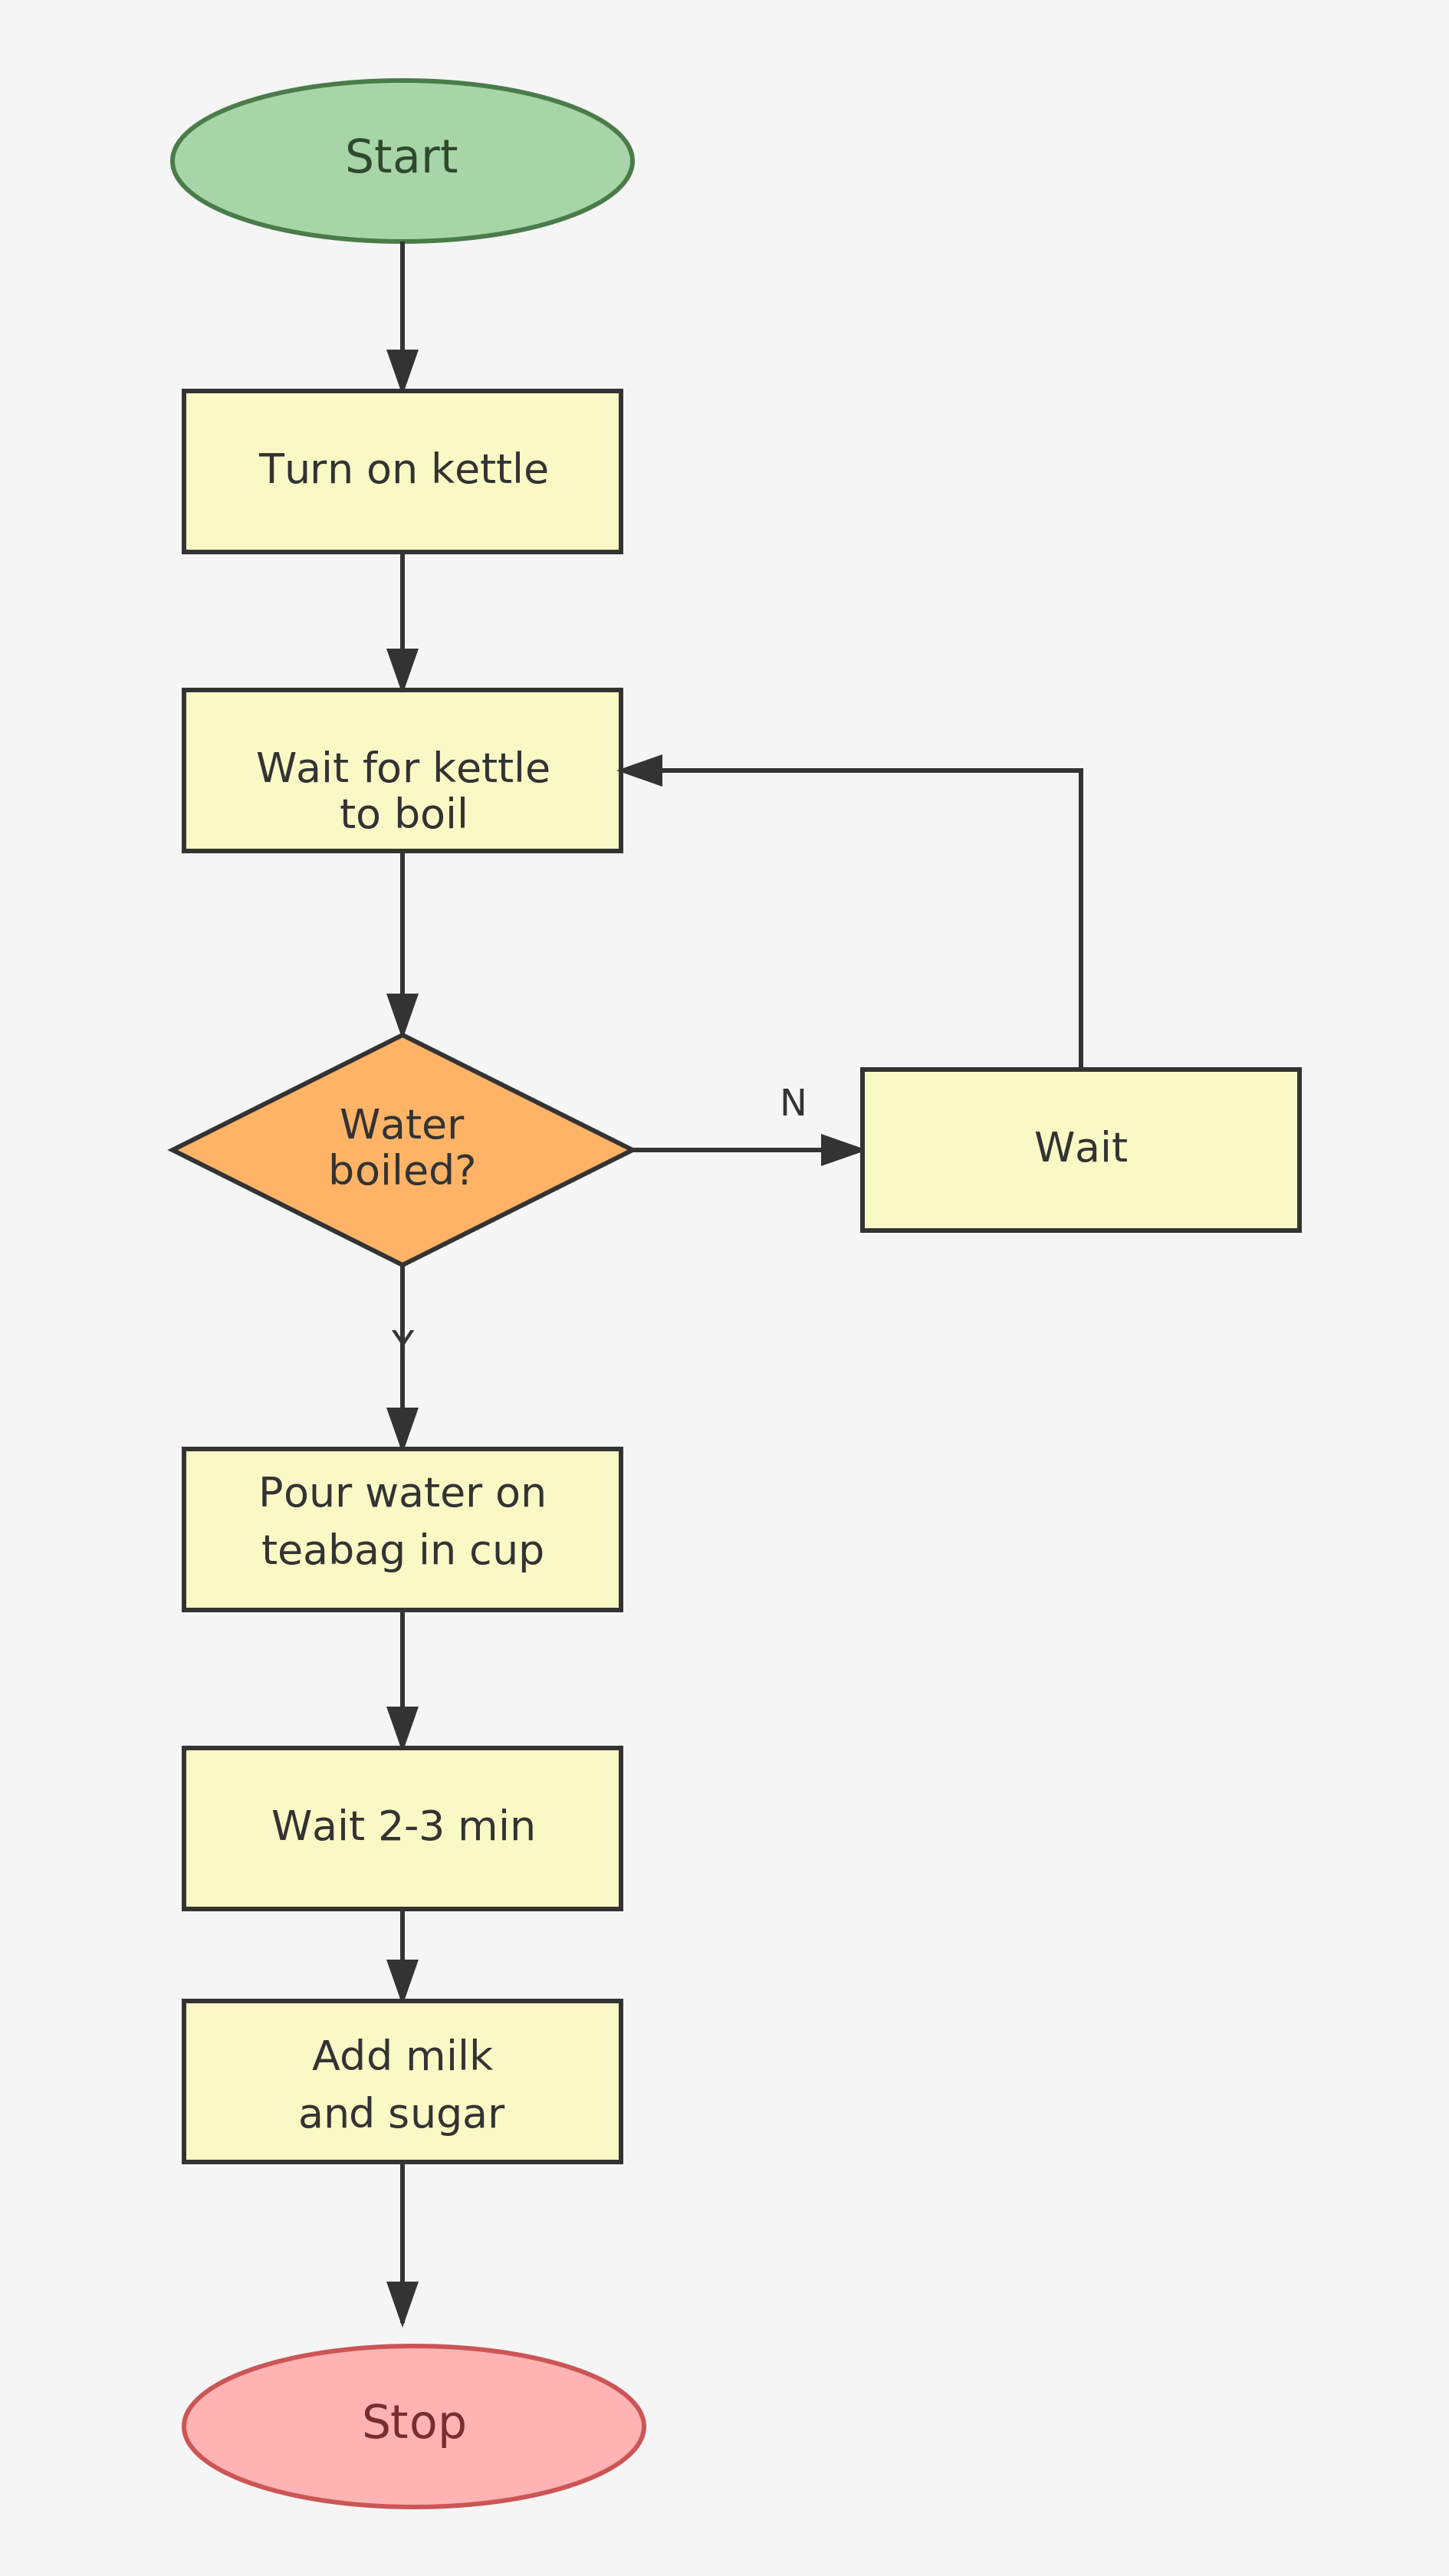 Start
Turn on kettle
Wait for kettle
to boil
Water
boiled?
N
Wait
Y
Pour water on
teabag in cup
Wait 2-3 min
Add milk
and sugar
Stop